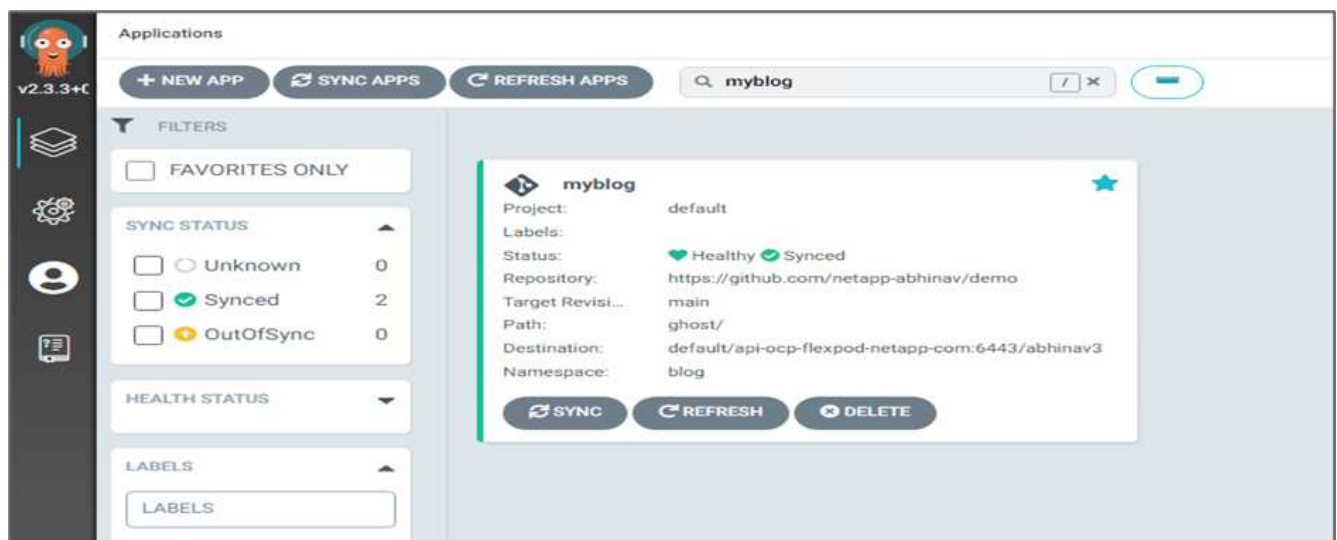 Applications
v2.3.3+0
+ NEW APP
SYNC APPS
REFRESH APPS
myblog
/
FILTERS
FAVORITES ONLY
SYNC STATUS
Unknown 0
Synced 2
OutOfSync 0
HEALTH STATUS
LABELS
LABELS
myblog
Project: default
Labels:
Status: Healthy Synced
Repository: https://github.com/netapp-abhinav/demo
Target Revisi... main
Path: ghost/
Destination: default/api-ocp-flexpod-netapp-com:6443/abhinav3
Namespace: blog
SYNC
REFRESH
DELETE